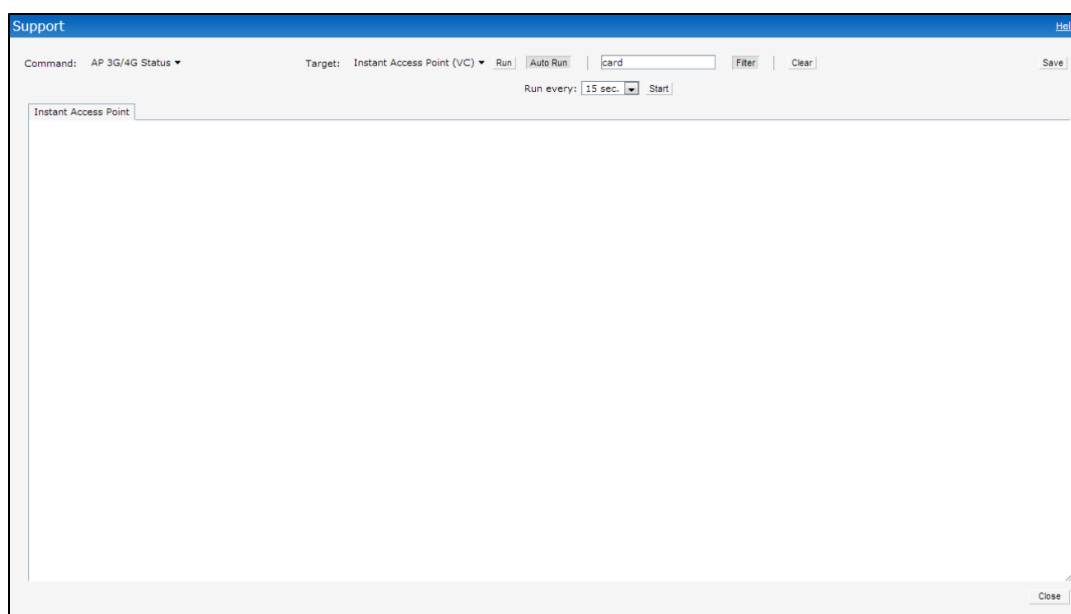 Support Hel
Command: AP 3G/4G Status Target: Instant Access Point (VC) Run Auto Run card Filter Clear Save
Run every: 15 sec. Start
Instant Access Point
Close